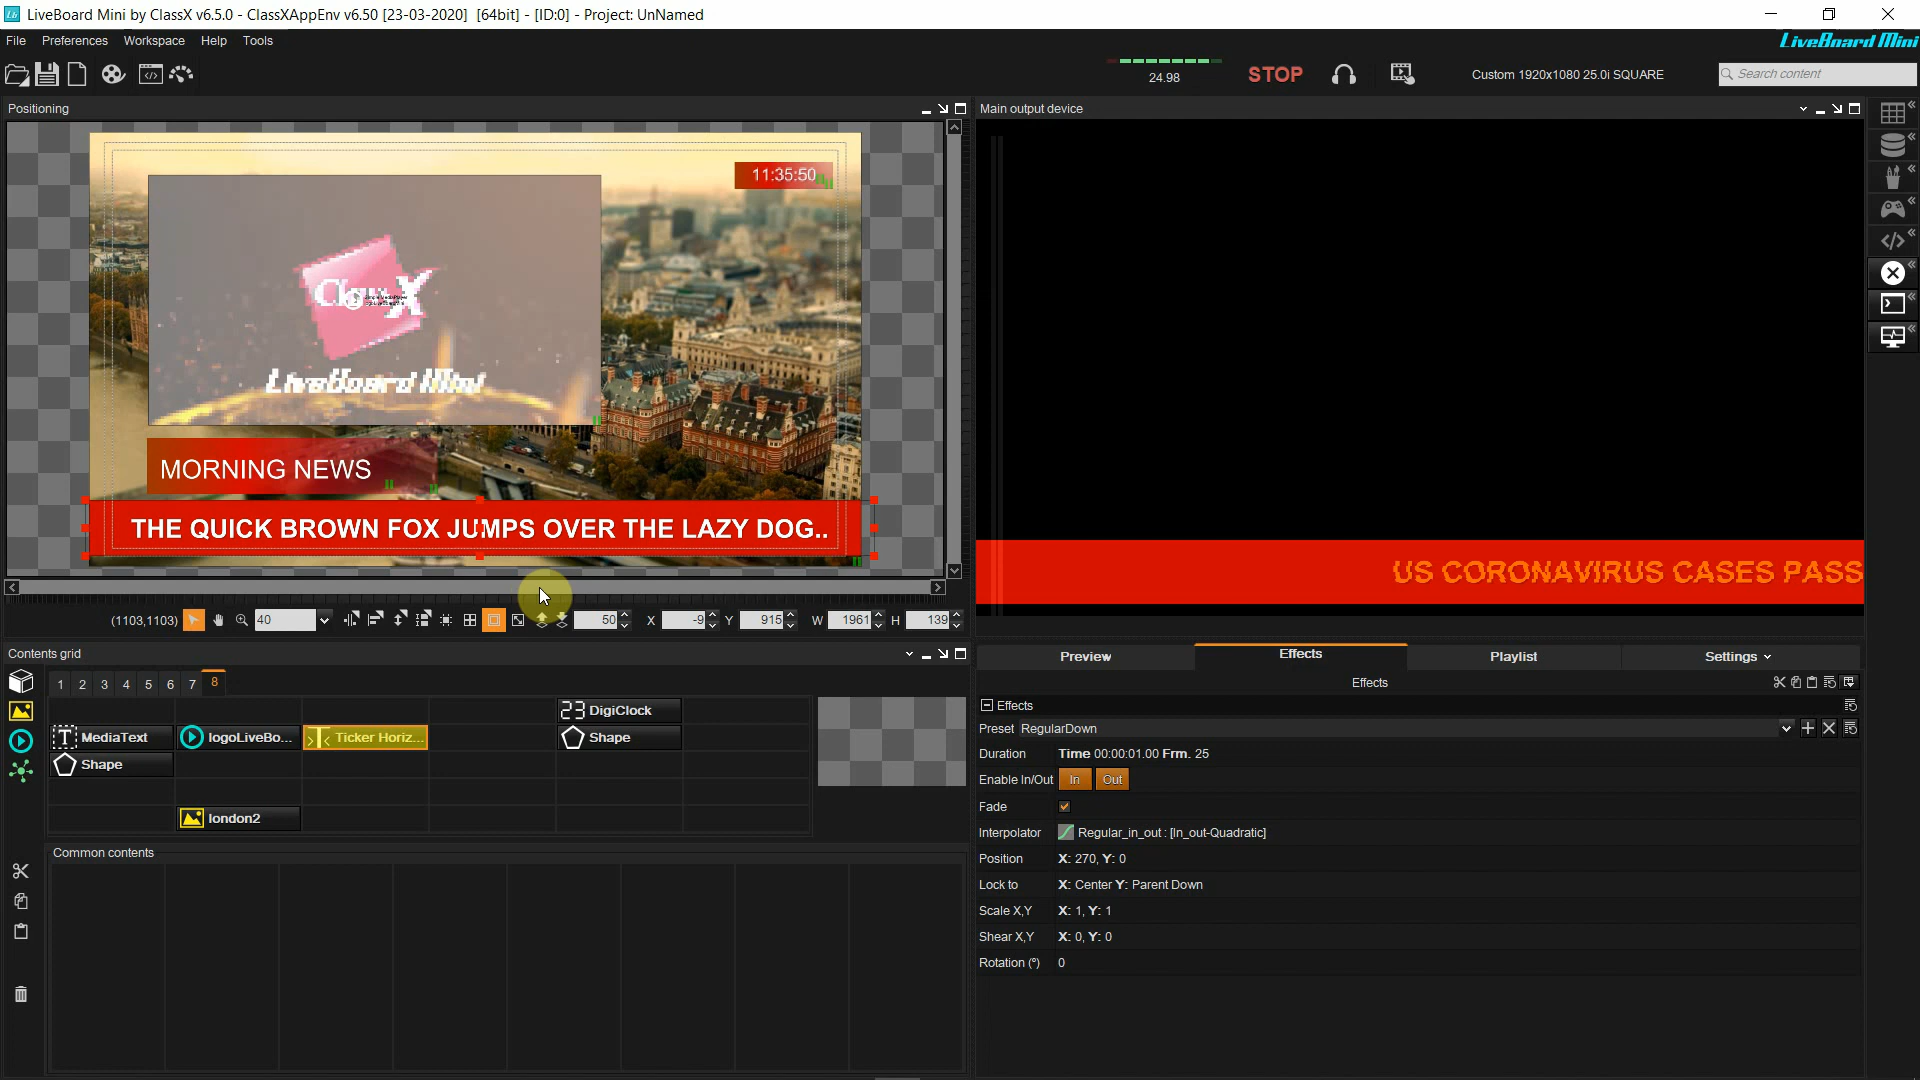 LiveBoard Mini by ClassX v6.5.0 - ClassXAppEnv v6.50 [23-03-2020] [64bit] - [ID:0] - Project: UnNamed
File Preferences Workspace Help Tools
LiveBoard Mini
24.98
STOP
Custom 1920x1080 25.0i SQUARE
Search content
Positioning
Main output device
11:35:50
ClassX
LiveBoard Mini
MORNING NEWS
THE QUICK BROWN FOX JUMPS OVER THE LAZY DOG..
US CORONAVIRUS CASES PASS
(1103,1103) 40 50 X -9 Y 915 W 1961 H 139
Contents grid
1 2 3 4 5 6 7 8
23 DigiClock
MediaText logoLiveBo... Ticker Horiz... Shape
Shape
london2
Common contents
Preview Effects Playlist Settings
Effects
Effects
Preset RegularDown
Duration Time 00:00:01.00 Frm. 25
Enable In/Out In Out
Fade
Interpolator Regular_in_out : [In_out-Quadratic]
Position X: 270, Y: 0
Lock to X: Center Y: Parent Down
Scale X,Y X: 1, Y: 1
Shear X,Y X: 0, Y: 0
Rotation (º) 0